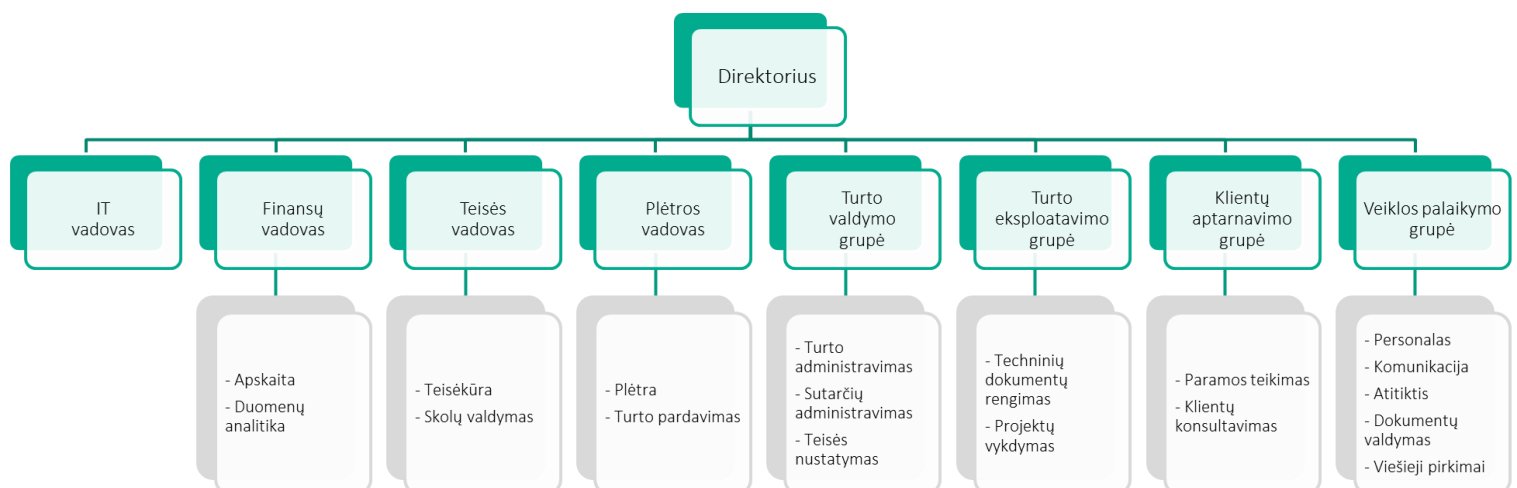 Direktorius
IT
vadovas
Finansų
vadovas
Teisės
vadovas
Plėtros
vadovas
Turto
valdymo
grupė
Turto
eksploatavimo
grupė
Klientų
aptarnavimo
grupė
Veiklos palaikymo
grupė
- Apskaita
- Duomenų
analitika
- Teisėkūra
- Skolų valdymas
- Plėtra
- Turto pardavimas
- Turto
administravimas
- Sutarčių
administravimas
- Teisės
nustatymas
- Techninių
dokumentų
rengimas
- Projektų
vykdymas
- Paramos teikimas
- Klientų
konsultavimas
- Personalas
- Komunikacija
- Atitiktis
- Dokumentų
valdymas
- Viešieji pirkimai